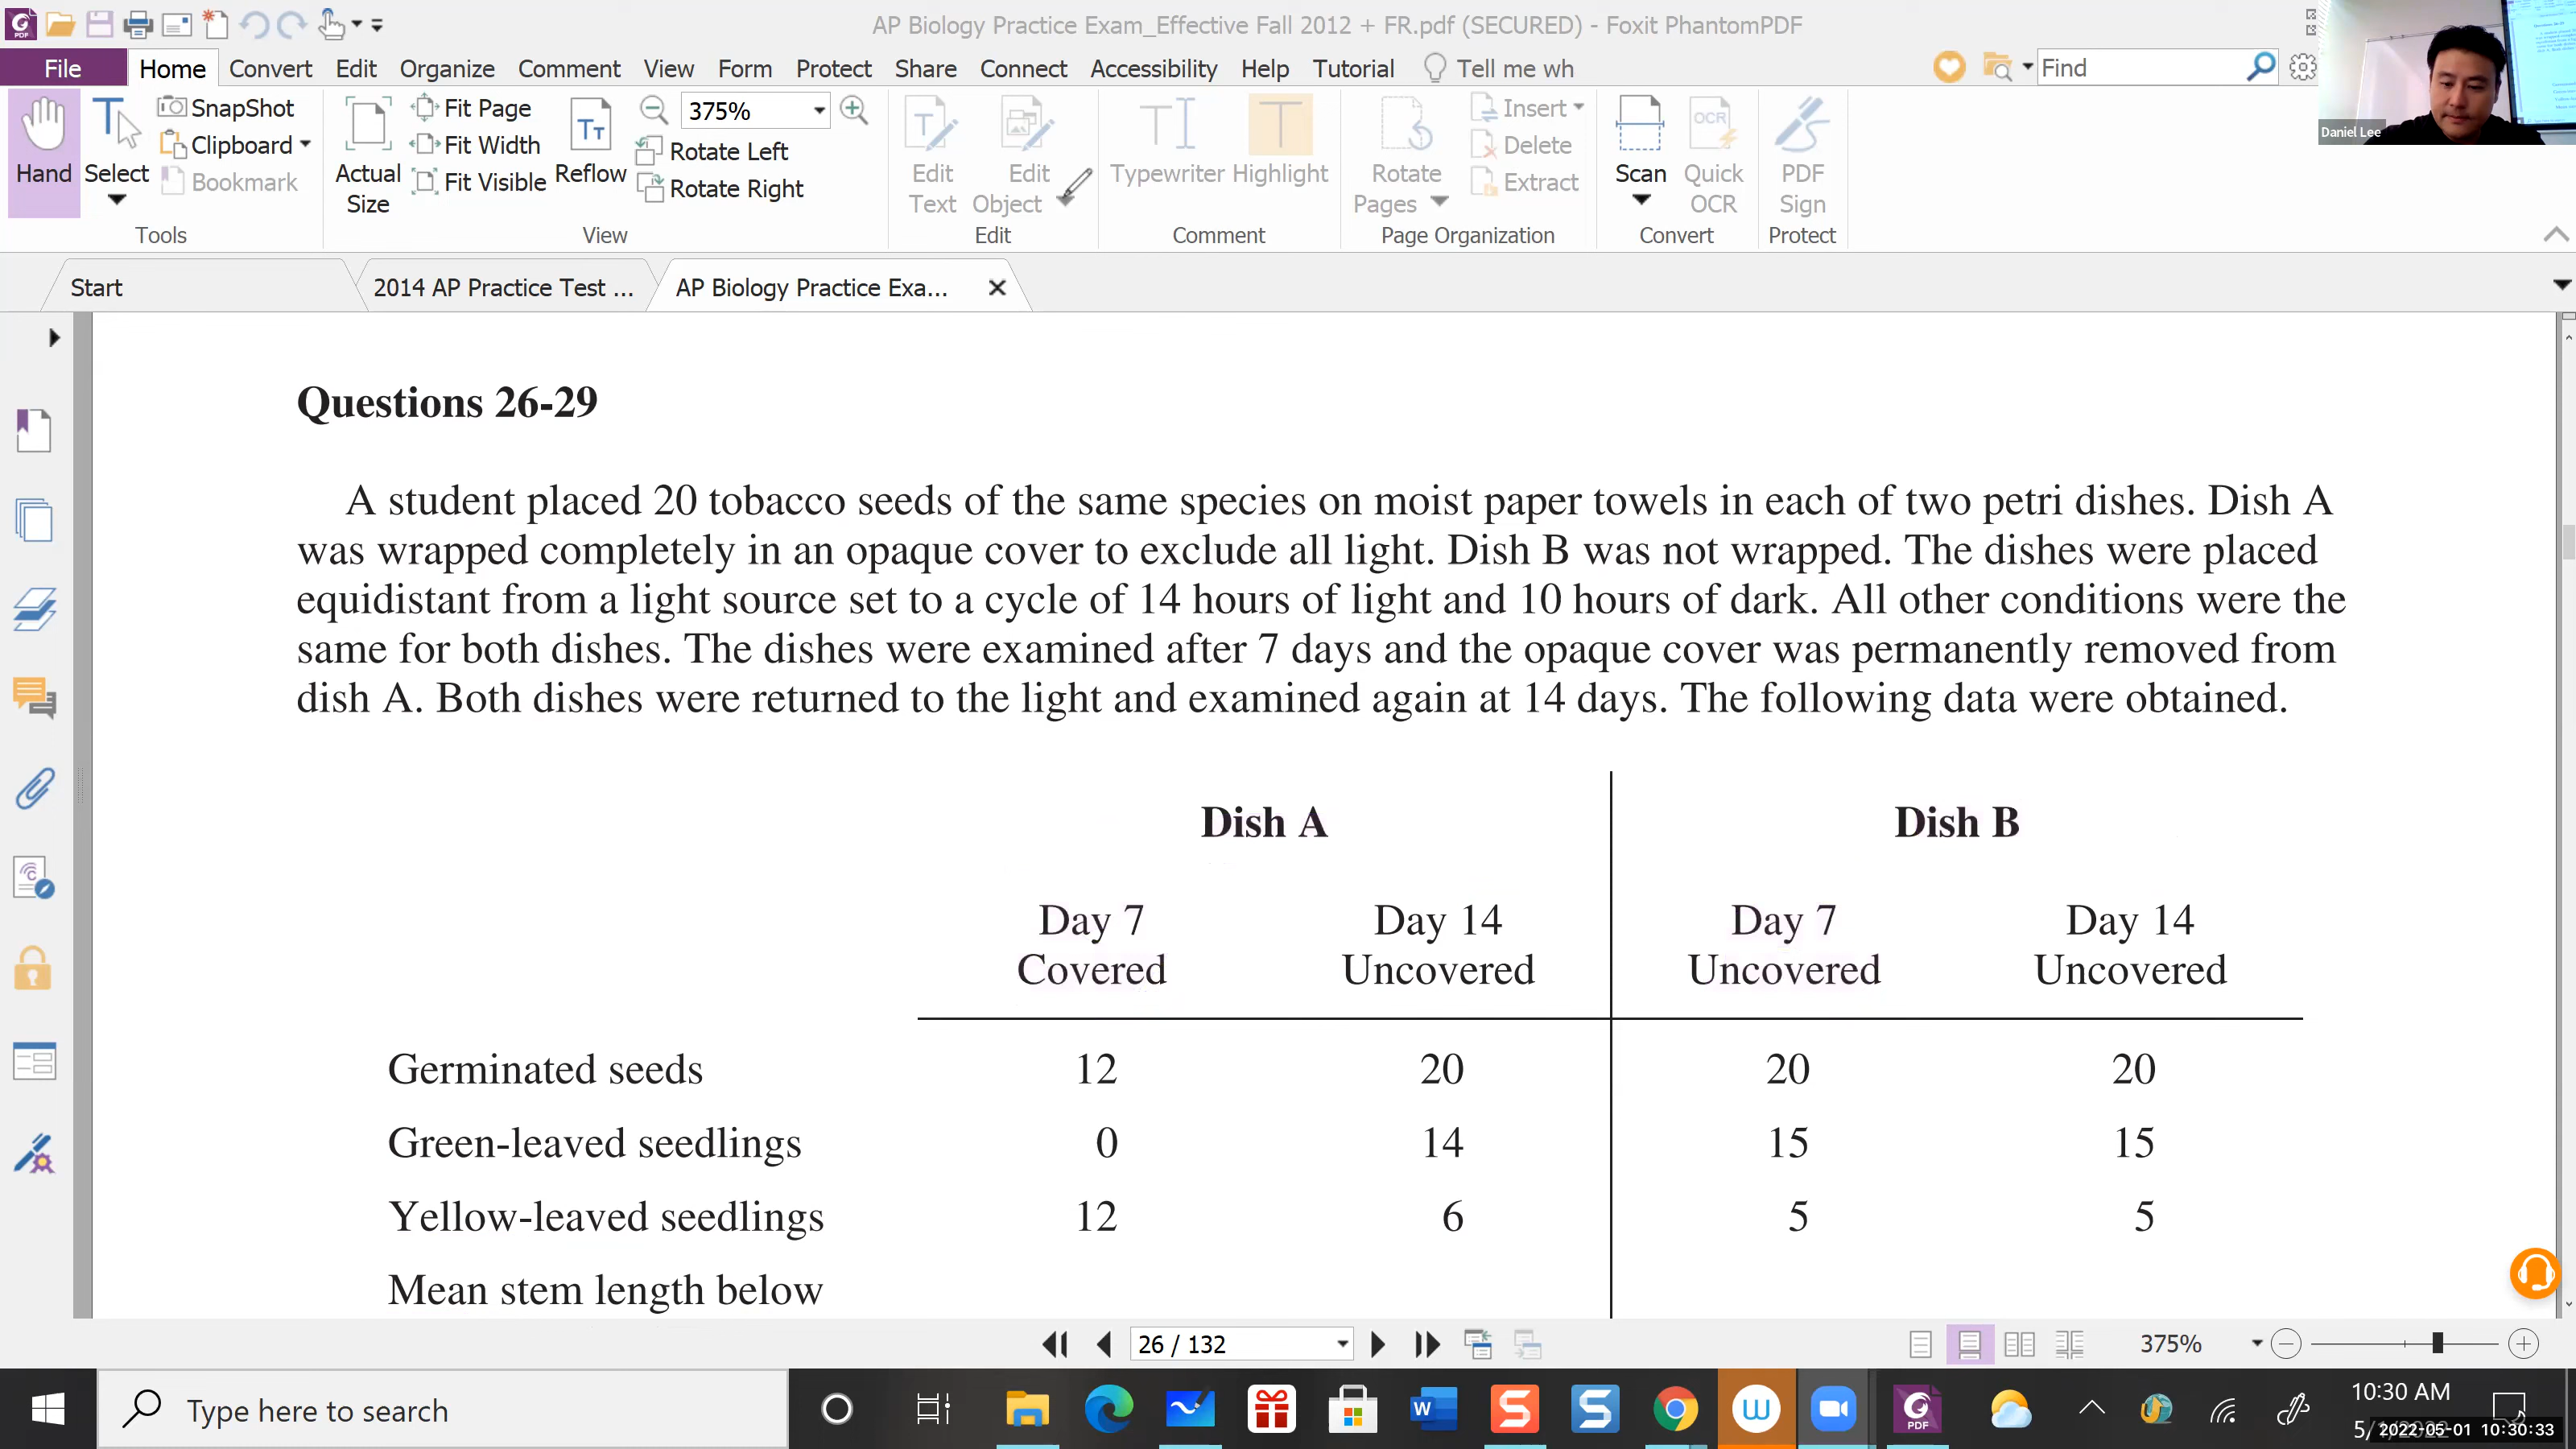 AP Biology Practice Exam_Effective Fall 2012 + FR.pdf (SECURED) - Foxit PhantomPDF
File Home Convert Edit Organize Comment View Form Protect Share Connect Accessibility Help Tutorial Tell me wh Find
Daniel Lee
Hand
Select
SnapShot
Clipboard
Bookmark
Tools
Actual Size
Fit Page
Fit Width
Fit Visible
Reflow
375%
Rotate Left
Rotate Right
View
Edit Text
Edit Object
Edit
Typewriter
Highlight
Comment
Rotate Pages
Insert
Delete
Extract
Page Organization
Scan
Quick OCR
OCR
Convert
PDF Sign
Protect
Start
2014 AP Practice Test ...
AP Biology Practice Exa...
Questions 26-29
A student placed 20 tobacco seeds of the same species on moist paper towels in each of two petri dishes. Dish A
was wrapped completely in an opaque cover to exclude all light. Dish B was not wrapped. The dishes were placed
equidistant from a light source set to a cycle of 14 hours of light and 10 hours of dark. All other conditions were the
same for both dishes. The dishes were examined after 7 days and the opaque cover was permanently removed from
dish A. Both dishes were returned to the light and examined again at 14 days. The following data were obtained.
Dish A Dish B
Day 7 Day 14 Day 7 Day 14
Covered Uncovered Uncovered Uncovered
Germinated seeds 12 20 20 20
Green-leaved seedlings 0 14 15 15
Yellow-leaved seedlings 12 6 5 5
Mean stem length below
26 / 132
375%
Type here to search
10:30 AM
2022-05-01 10:30:33